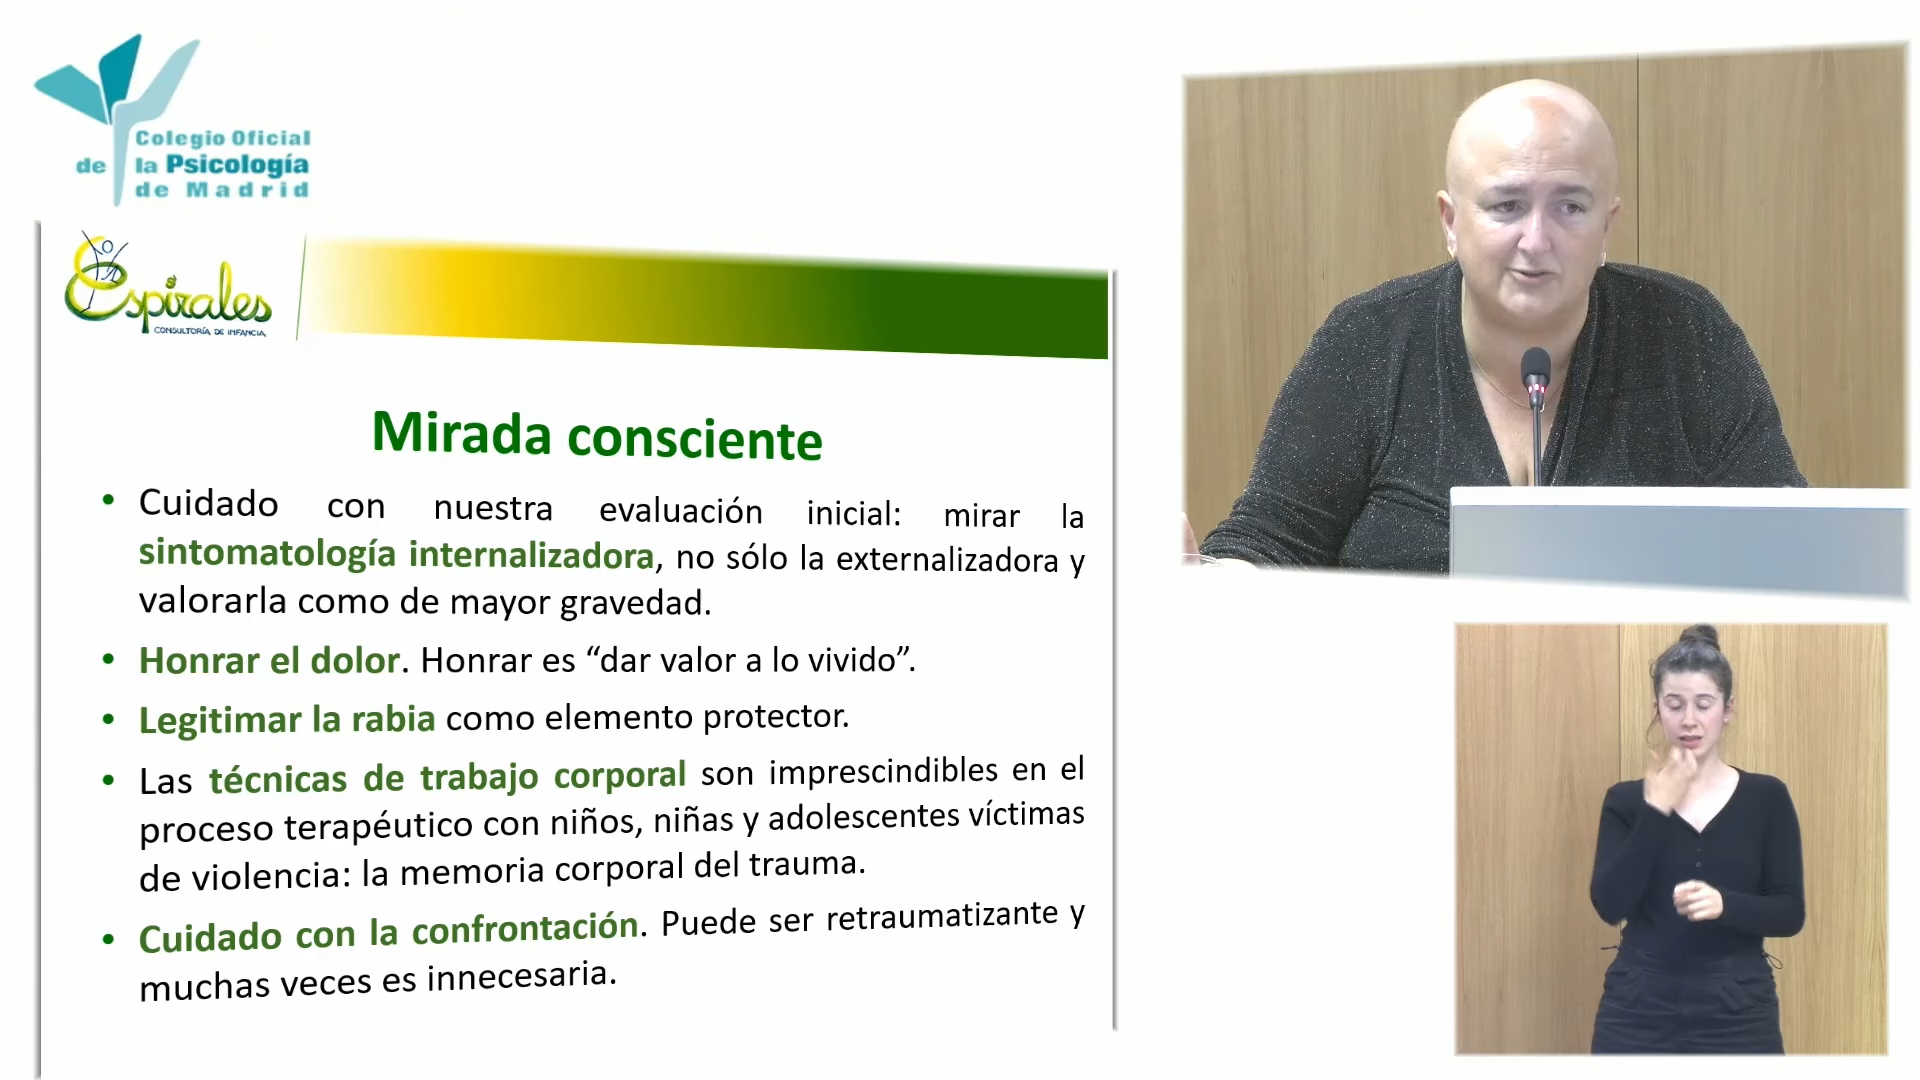 Colegio Oficial
de la Psicología
de Madrid
Espirales
CONSULTORÍA DE INFANCIA
Mirada consciente
• Cuidado con nuestra evaluación inicial: mirar la
sintomatología internalizadora, no sólo la externalizadora y
valorarla como de mayor gravedad.
• Honrar el dolor. Honrar es “dar valor a lo vivido”.
• Legitimar la rabia como elemento protector.
• Las técnicas de trabajo corporal son imprescindibles en el
proceso terapéutico con niños, niñas y adolescentes víctimas
de violencia: la memoria corporal del trauma.
• Cuidado con la confrontación. Puede ser retraumatizante y
muchas veces es innecesaria.